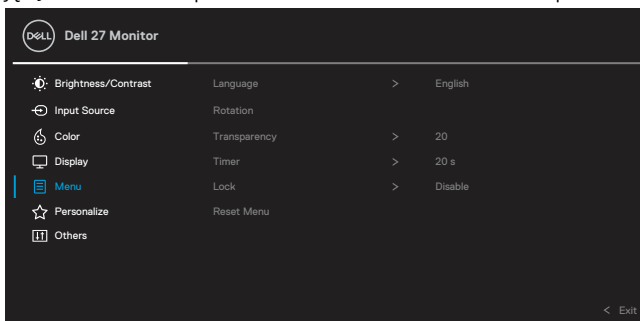 DELL Dell 27 Monitor
Brightness/Contrast Language > English
Input Source Rotation
Color Transparency > 20
Display Timer > 20 s
Menu Lock > Disable
Personalize Reset Menu
Others
< Exit